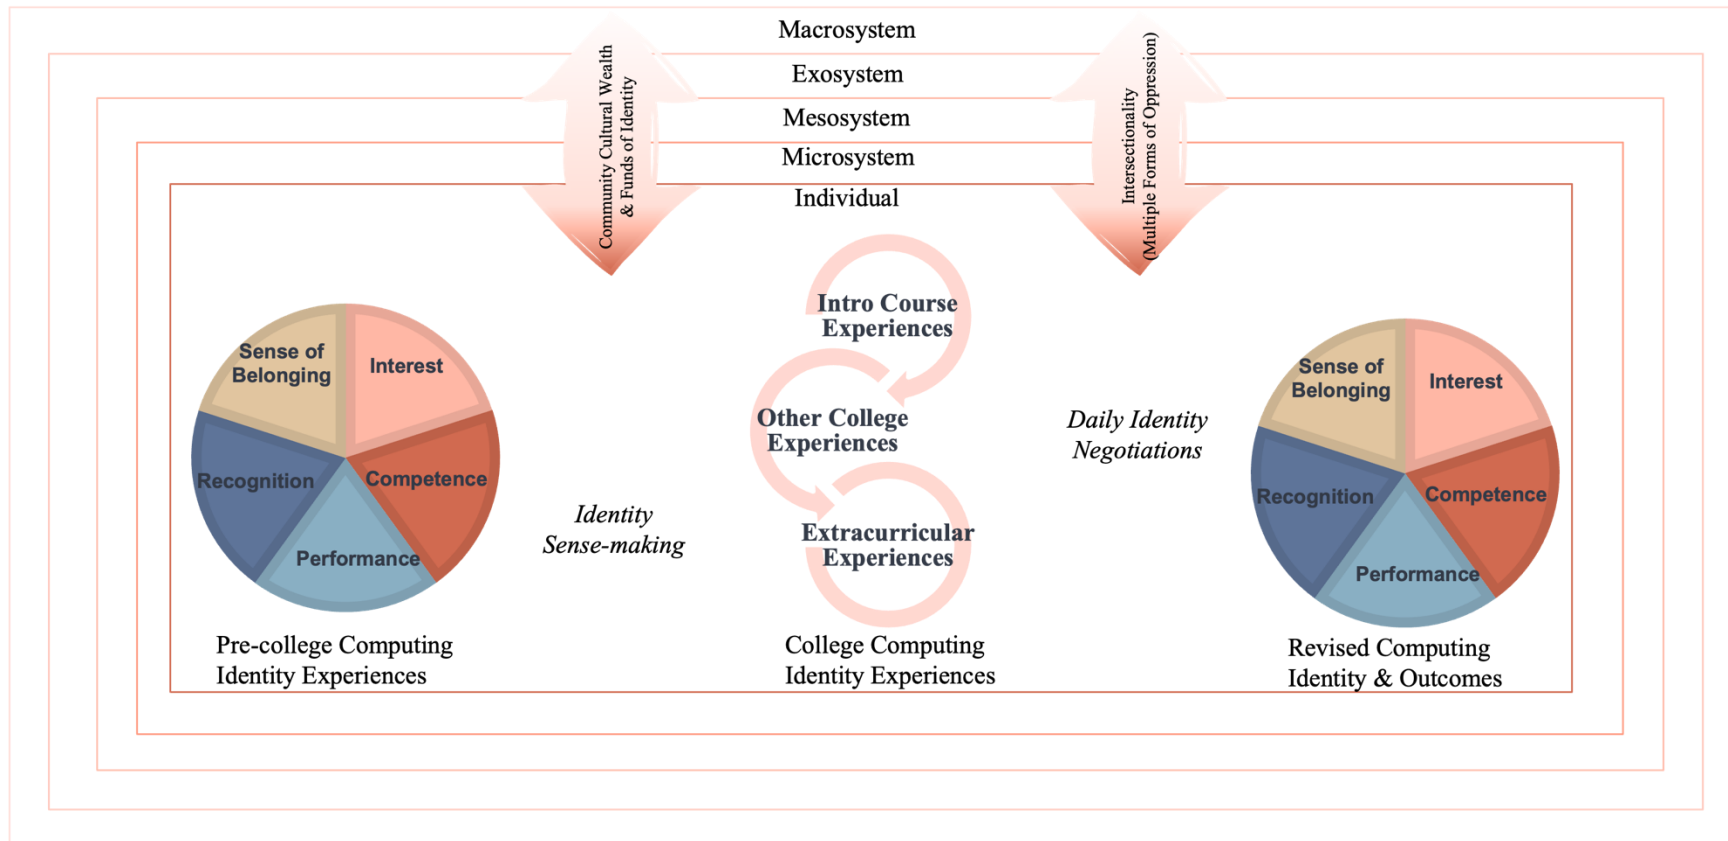 Macrosystem
Exosystem
Mesosystem
Microsystem
Individual
Community Cultural Wealth
& Funds of Identity
Intersectionality
(Multiple Forms of Oppression)
Sense of
Belonging
Interest
Recognition
Competence
Performance
Pre-college Computing
Identity Experiences
Identity
Sense-making
Intro Course
Experiences
Other College
Experiences
Extracurricular
Experiences
College Computing
Identity Experiences
Daily Identity
Negotiations
Sense of
Belonging
Interest
Recognition
Competence
Performance
Revised Computing
Identity & Outcomes